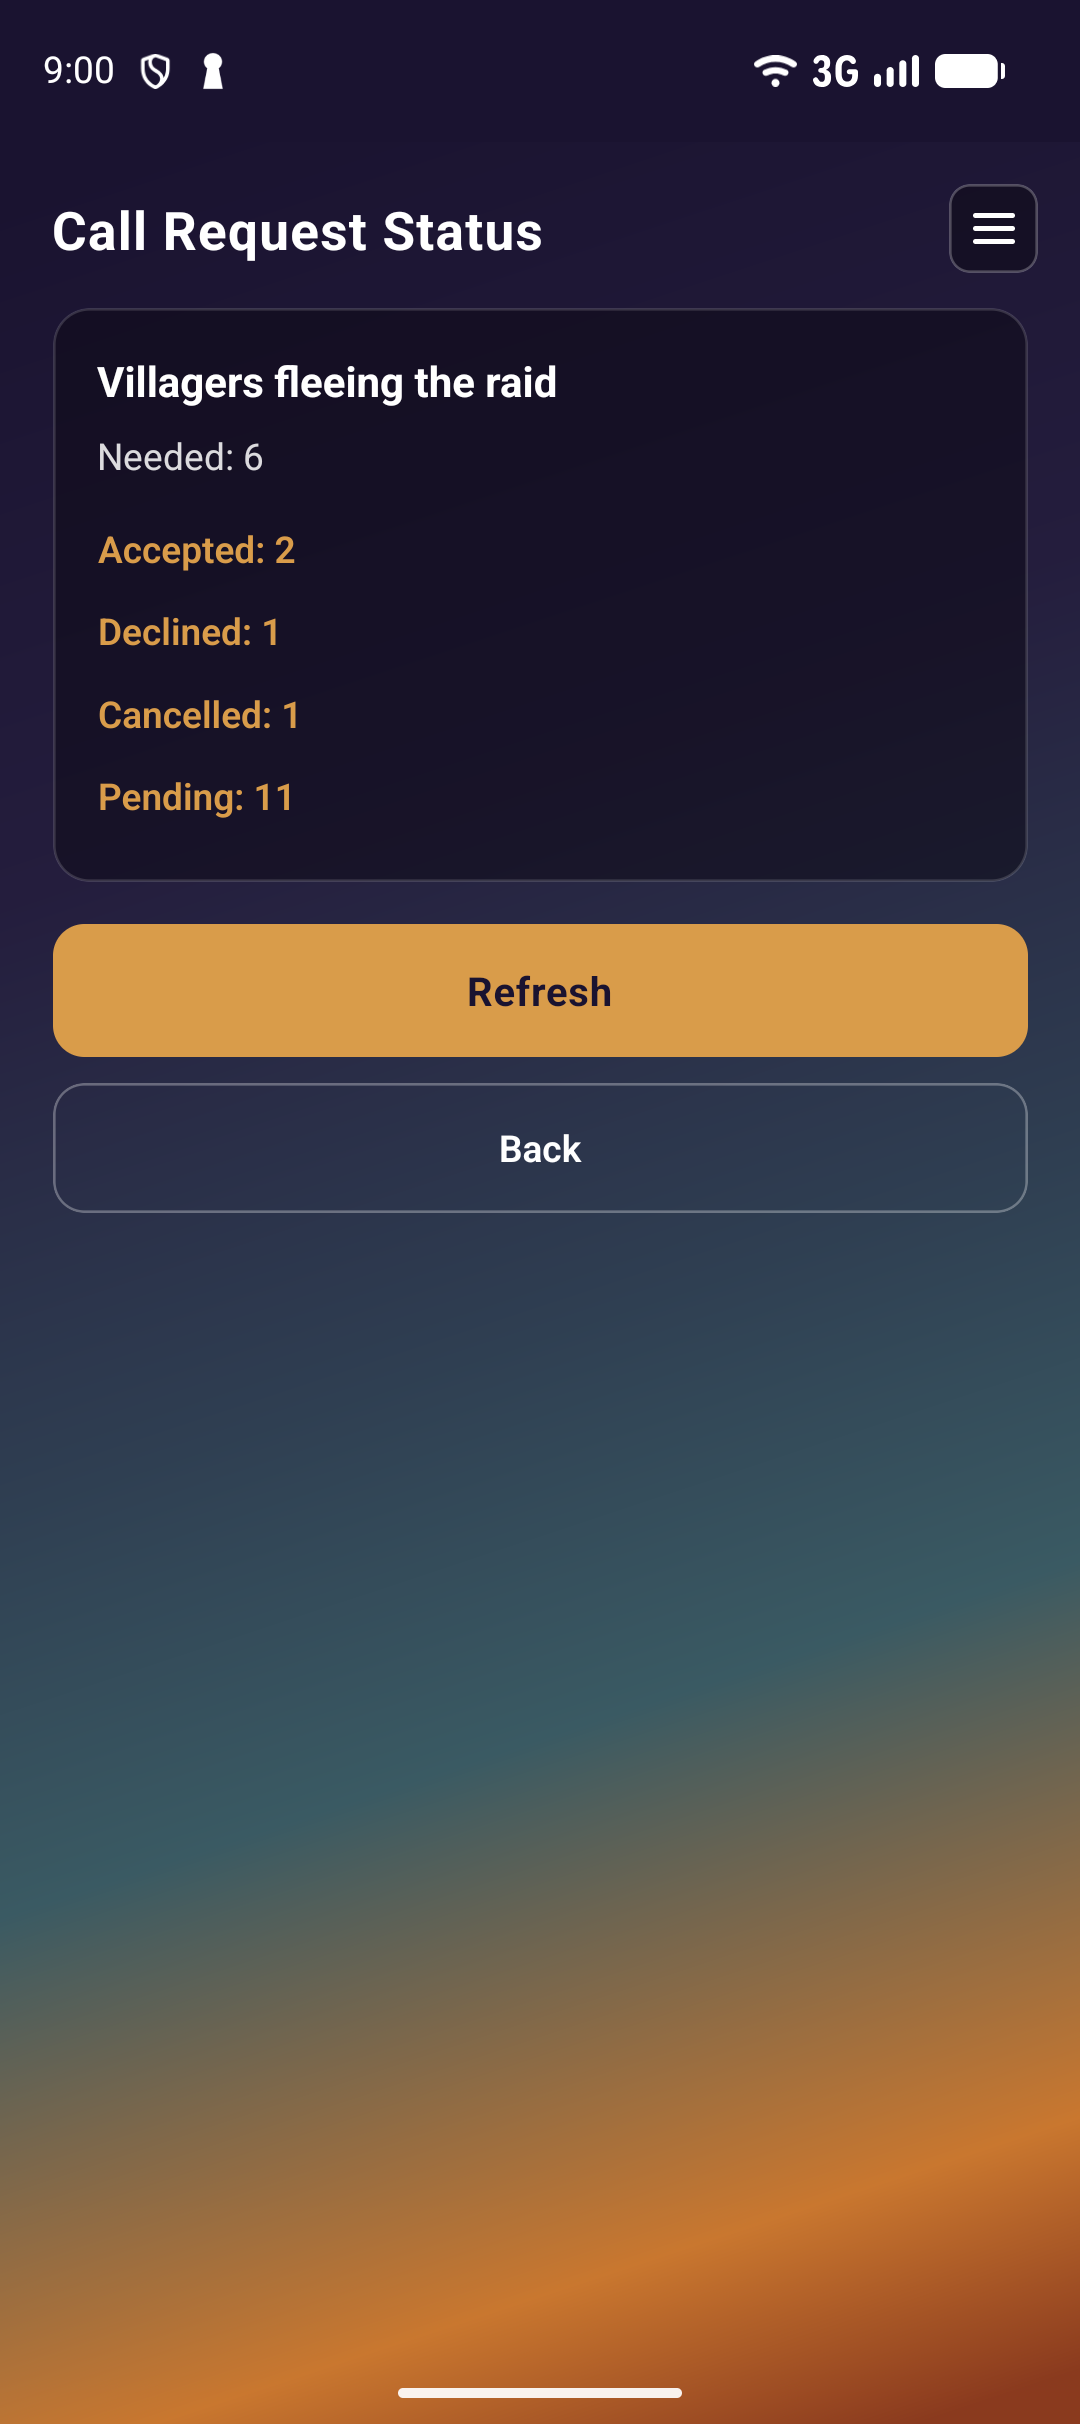 9:00
3G
Call Request Status
Villagers fleeing the raid
Needed: 6
Accepted: 2
Declined: 1
Cancelled: 1
Pending: 11
Refresh
Back